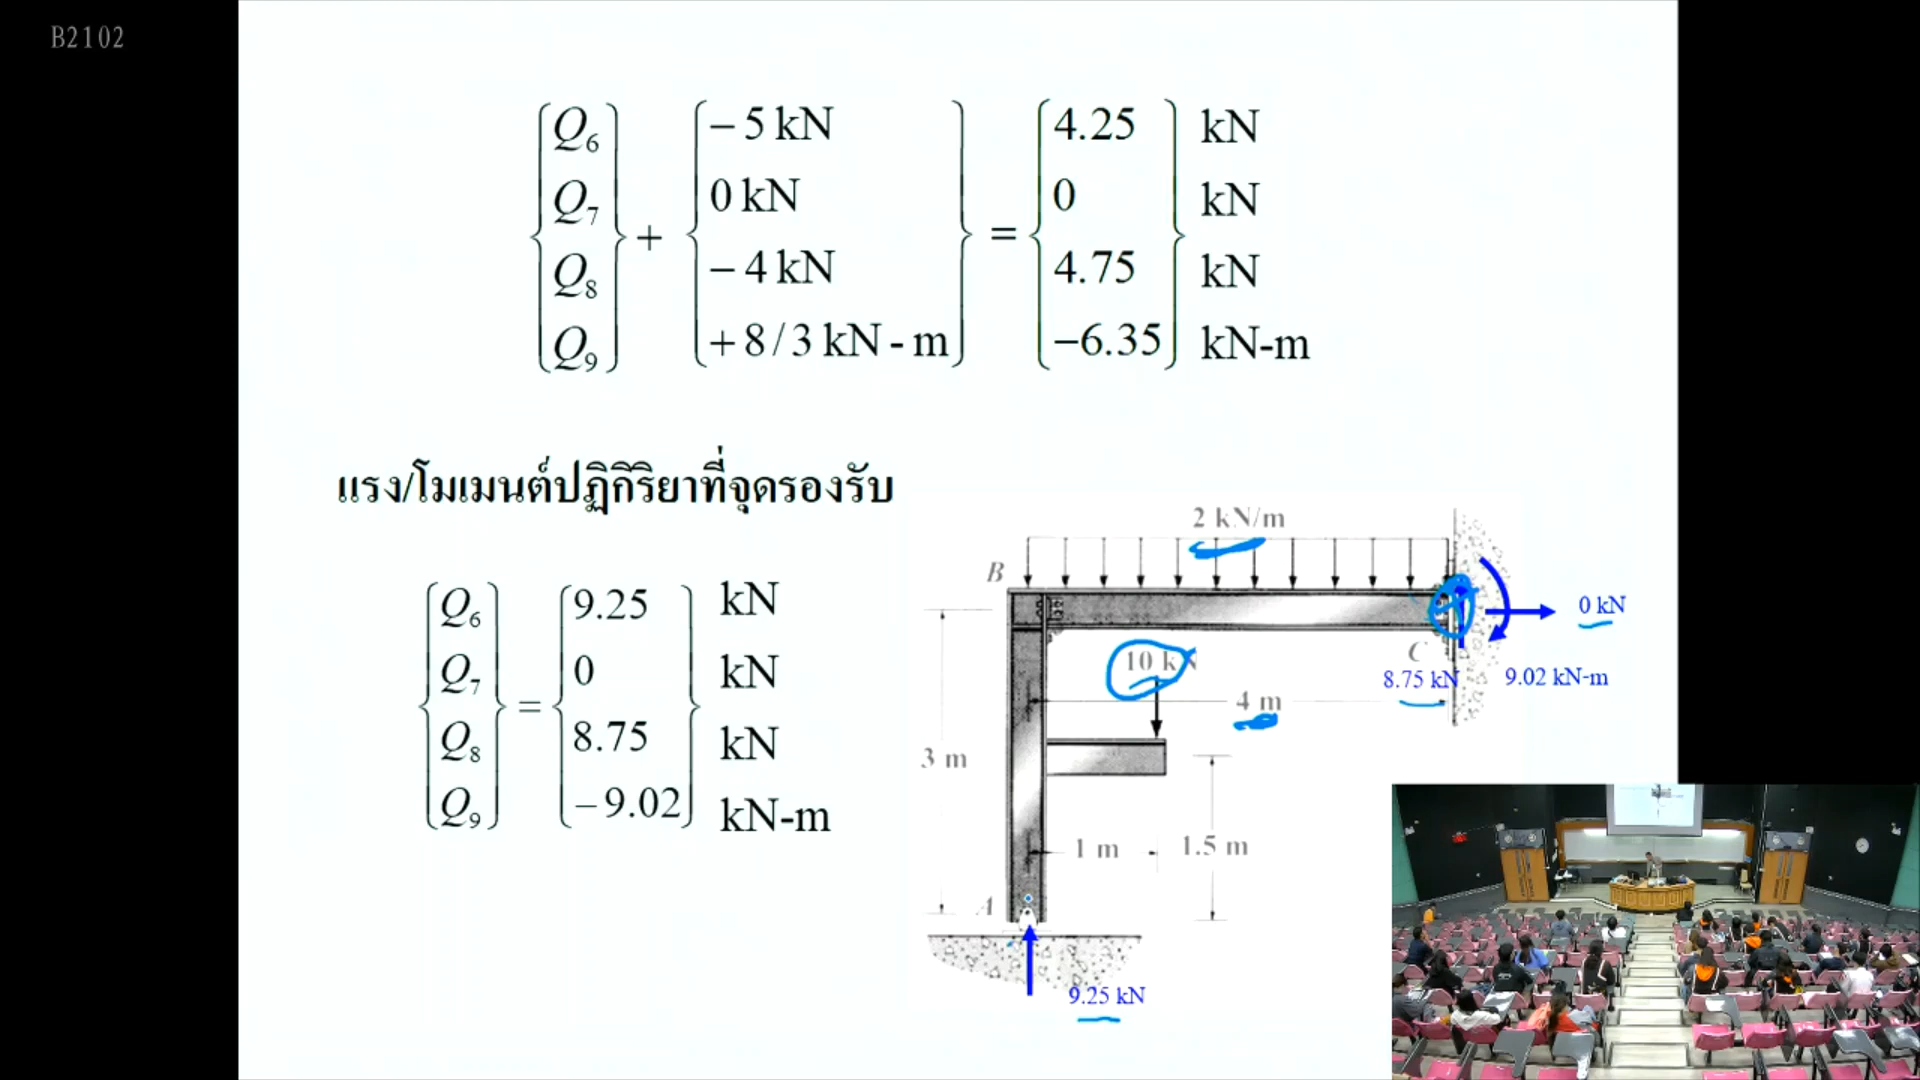 B2102
Q6 + − 5 kN = 4.25 kN
Q7 0 kN 0 kN
Q8 − 4 kN 4.75 kN
Q9 + 8 / 3 kN - m −6.35 kN-m
แรง/โมเมนต์ปฏิกิริยาที่จุดรองรับ
Q6 = 9.25 kN
Q7 0 kN
Q8 8.75 kN
Q9 − 9.02 kN-m
2 kN/m
B
0 kN
C
10 kN
8.75 kN
9.02 kN-m
4 m
3 m
1 m
1.5 m
A
9.25 kN